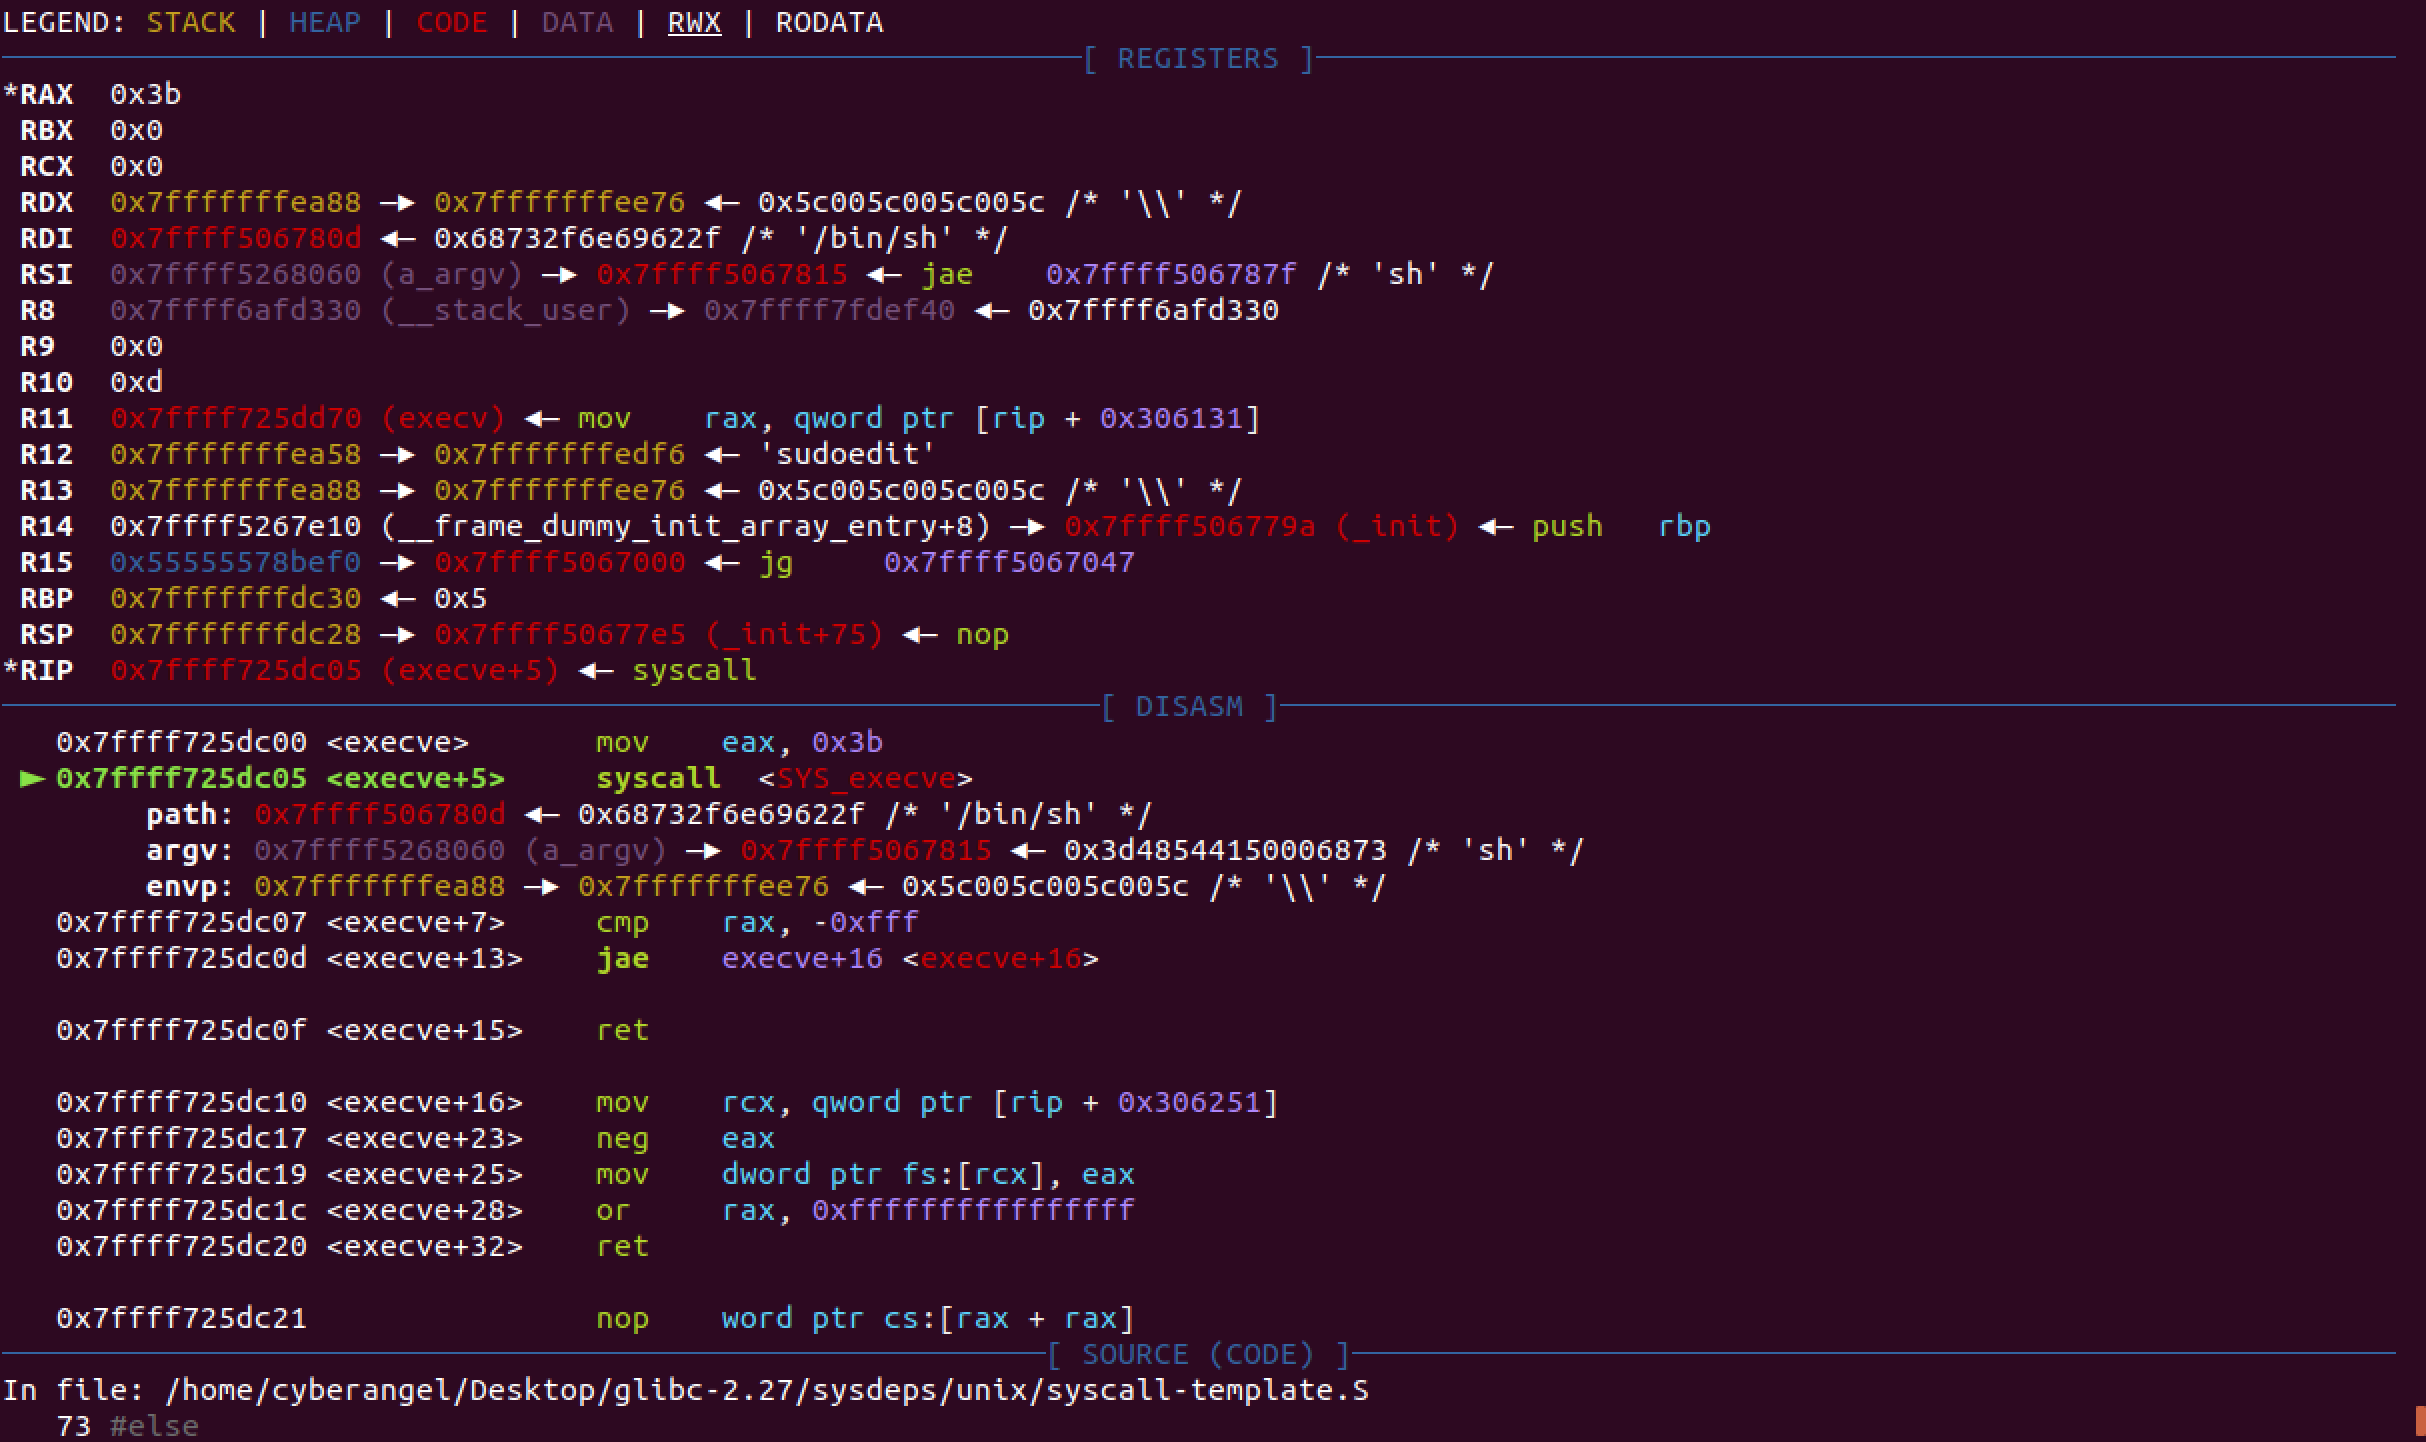 LEGEND: STACK | HEAP | CODE | DATA | RWX | RODATA
[ REGISTERS ]
*RAX  0x3b
 RBX  0x0
 RCX  0x0
 RDX  0x7fffffffea88 —▸ 0x7fffffffee76 ◂— 0x5c005c005c005c /* '\\' */
 RDI  0x7ffff506780d ◂— 0x68732f6e69622f /* '/bin/sh' */
 RSI  0x7ffff5268060 (a_argv) —▸ 0x7ffff5067815 ◂— jae    0x7ffff506787f /* 'sh' */
 R8   0x7ffff6afd330 (__stack_user) —▸ 0x7ffff7fdef40 ◂— 0x7ffff6afd330
 R9   0x0
 R10  0xd
 R11  0x7ffff725dd70 (execv) ◂— mov    rax, qword ptr [rip + 0x306131]
 R12  0x7fffffffea58 —▸ 0x7fffffffedf6 ◂— 'sudoedit'
 R13  0x7fffffffea88 —▸ 0x7fffffffee76 ◂— 0x5c005c005c005c /* '\\' */
 R14  0x7ffff5267e10 (__frame_dummy_init_array_entry+8) —▸ 0x7ffff506779a (_init) ◂— push   rbp
 R15  0x55555578bef0 —▸ 0x7ffff5067000 ◂— jg     0x7ffff5067047
 RBP  0x7fffffffdc30 ◂— 0x5
 RSP  0x7fffffffdc28 —▸ 0x7ffff50677e5 (_init+75) ◂— nop
*RIP  0x7ffff725dc05 (execve+5) ◂— syscall
[ DISASM ]
   0x7ffff725dc00 <execve>       mov    eax, 0x3b
 ► 0x7ffff725dc05 <execve+5>     syscall  <SYS_execve>
        path: 0x7ffff506780d ◂— 0x68732f6e69622f /* '/bin/sh' */
        argv: 0x7ffff5268060 (a_argv) —▸ 0x7ffff5067815 ◂— 0x3d48544150006873 /* 'sh' */
        envp: 0x7fffffffea88 —▸ 0x7fffffffee76 ◂— 0x5c005c005c005c /* '\\' */
   0x7ffff725dc07 <execve+7>     cmp    rax, -0xfff
   0x7ffff725dc0d <execve+13>    jae    execve+16 <execve+16>
   0x7ffff725dc0f <execve+15>    ret
   0x7ffff725dc10 <execve+16>    mov    rcx, qword ptr [rip + 0x306251]
   0x7ffff725dc17 <execve+23>    neg    eax
   0x7ffff725dc19 <execve+25>    mov    dword ptr fs:[rcx], eax
   0x7ffff725dc1c <execve+28>    or     rax, 0xffffffffffffffff
   0x7ffff725dc20 <execve+32>    ret
   0x7ffff725dc21                nop    word ptr cs:[rax + rax]
[ SOURCE (CODE) ]
In file: /home/cyberangel/Desktop/glibc-2.27/sysdeps/unix/syscall-template.S
   73 #else